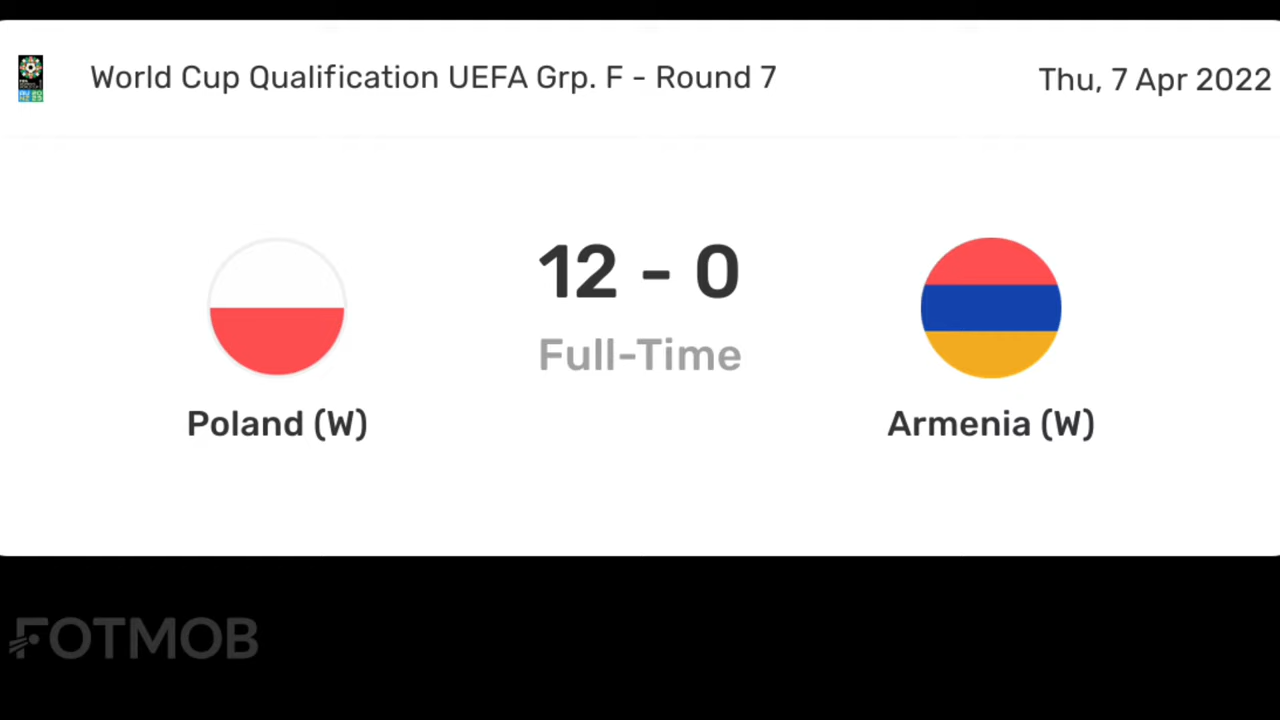 World Cup Qualification UEFA Grp. F - Round 7
Thu, 7 Apr 2022
12 - 0
Full-Time
Poland (W)
Armenia (W)
FOTMOB